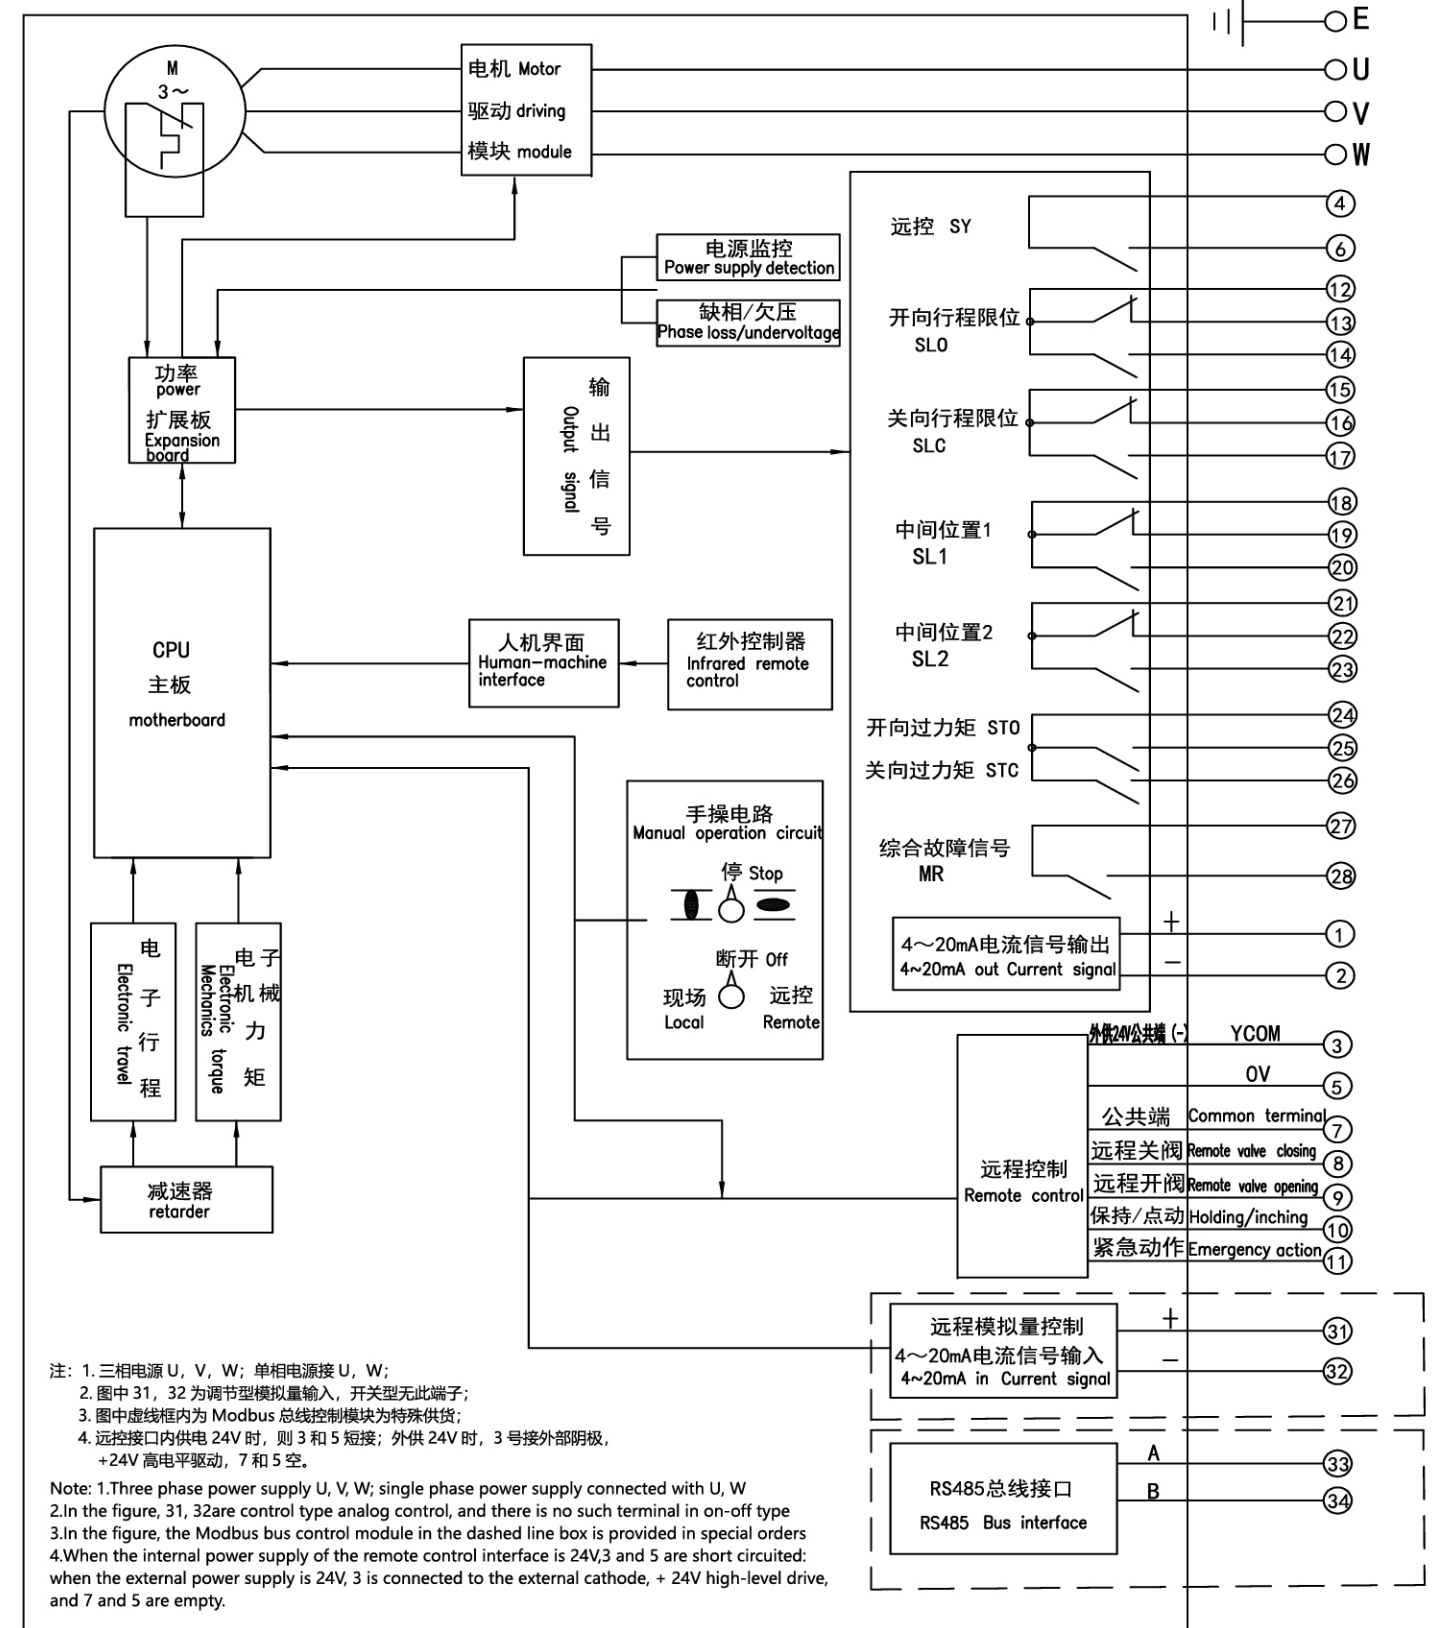 E
M
3～
电机 Motor
驱动 driving
模块 module
U
V
W
远控 SY
4
6
电源监控
Power supply detection
缺相/欠压
Phase loss/undervoltage
开向行程限位
SLO
12
13
14
功率
power
扩展板
Expansion
board
输出信号
Output signal
关向行程限位
SLC
15
16
17
中间位置1
SL1
18
19
20
中间位置2
SL2
21
22
23
CPU
主板
motherboard
人机界面
Human-machine
interface
红外控制器
Infrared remote
control
开向过力矩 STO
关向过力矩 STC
24
25
26
手操电路
Manual operation circuit
停 Stop
断开 Off
现场
Local
远控
Remote
综合故障信号
MR
27
28
4～20mA电流信号输出
4~20mA out Current signal
+
−
1
2
电子行程
Electronic travel
电子机械力矩
Electronic torque
Mechanics
减速器
retarder
远程控制
Remote control
外供24V公共端 (-) YCOM
3
0V
5
公共端 Common terminal
7
远程关阀 Remote valve closing
8
远程开阀 Remote valve opening
9
保持/点动 Holding/inching
10
紧急动作 Emergency action
11
远程模拟量控制
4～20mA电流信号输入
4~20mA in Current signal
+
−
31
32
RS485总线接口
RS485 Bus interface
A
B
33
34
注：1. 三相电源 U，V，W；单相电源接 U，W；
2. 图中 31，32 为调节型模拟量输入，开关型无此端子；
3. 图中虚线框内为 Modbus 总线控制模块为特殊供货；
4. 远控接口内供电 24V 时，则 3 和 5 短接；外供 24V 时，3 号接外部阴极，
+24V 高电平驱动，7 和 5 空。
Note: 1.Three phase power supply U, V, W; single phase power supply connected with U, W
2.In the figure, 31, 32are control type analog control, and there is no such terminal in on-off type
3.In the figure, the Modbus bus control module in the dashed line box is provided in special orders
4.When the internal power supply of the remote control interface is 24V,3 and 5 are short circuited:
when the external power supply is 24V, 3 is connected to the external cathode, + 24V high-level drive,
and 7 and 5 are empty.